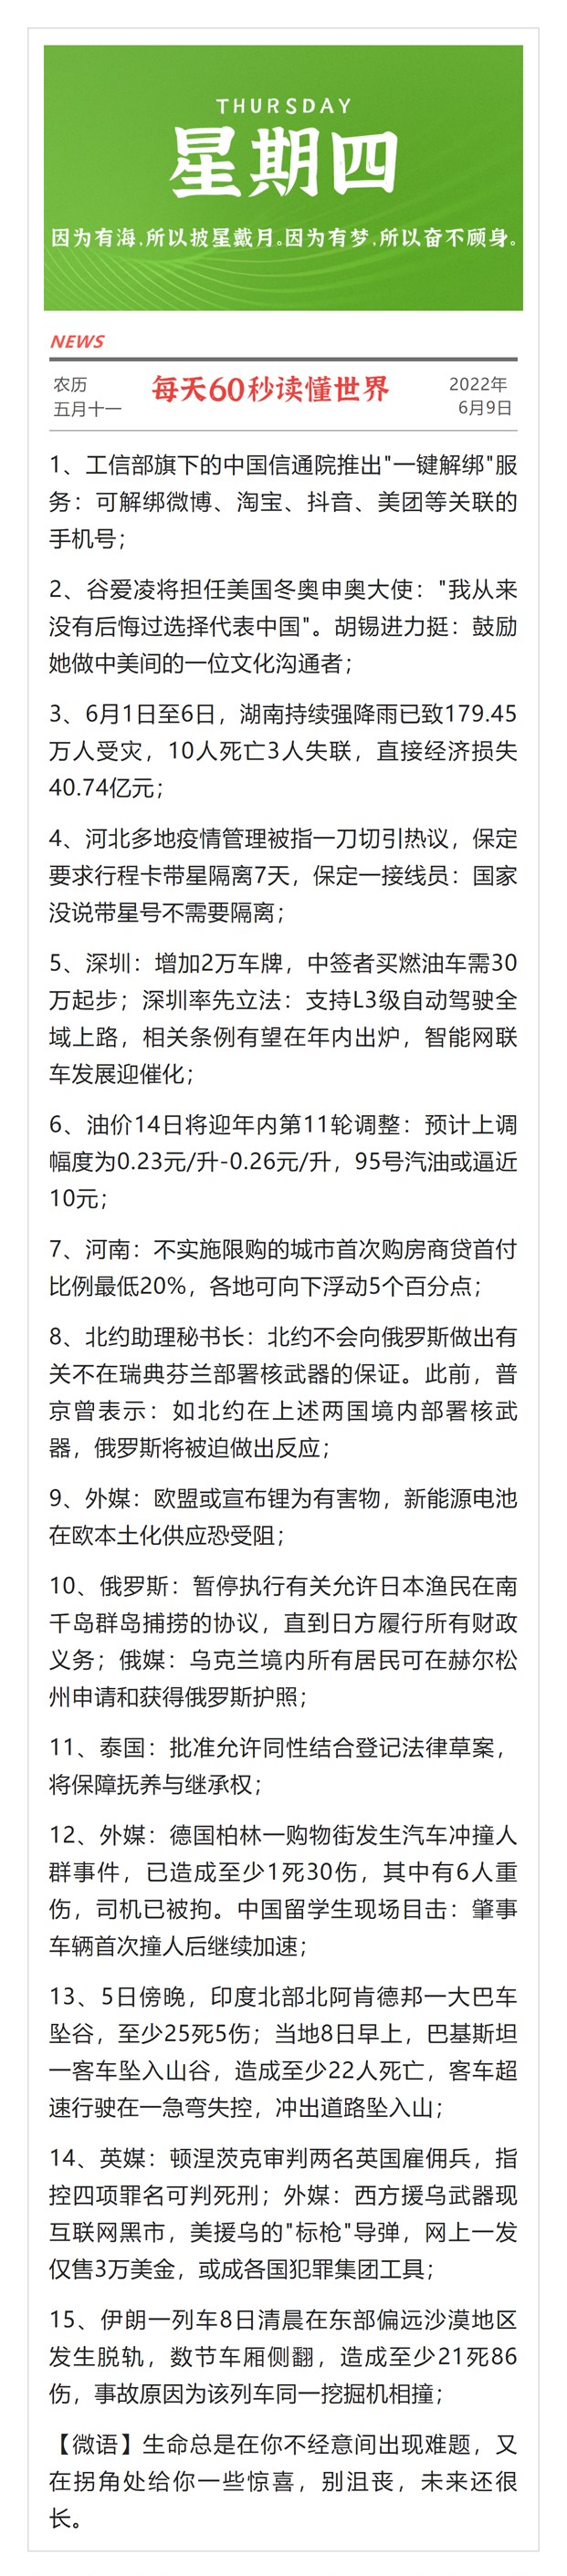 THURSDAY
星期四
因为有海,所以披星戴月。因为有梦,所以奋不顾身。
NEWS
农历
五月十一
每天60秒读懂世界
2022年
6月9日
1、工信部旗下的中国信通院推出"一键解绑"服
务：可解绑微博、淘宝、抖音、美团等关联的
手机号；
2、谷爱凌将担任美国冬奥申奥大使："我从来
没有后悔过选择代表中国"。胡锡进力挺：鼓励
她做中美间的一位文化沟通者；
3、6月1日至6日，湖南持续强降雨已致179.45
万人受灾，10人死亡3人失联，直接经济损失
40.74亿元；
4、河北多地疫情管理被指一刀切引热议，保定
要求行程卡带星隔离7天，保定一接线员：国家
没说带星号不需要隔离；
5、深圳：增加2万车牌，中签者买燃油车需30
万起步；深圳率先立法：支持L3级自动驾驶全
域上路，相关条例有望在年内出炉，智能网联
车发展迎催化；
6、油价14日将迎年内第11轮调整：预计上调
幅度为0.23元/升-0.26元/升，95号汽油或逼近
10元；
7、河南：不实施限购的城市首次购房商贷首付
比例最低20%，各地可向下浮动5个百分点；
8、北约助理秘书长：北约不会向俄罗斯做出有
关不在瑞典芬兰部署核武器的保证。此前，普
京曾表示：如北约在上述两国境内部署核武
器，俄罗斯将被迫做出反应；
9、外媒：欧盟或宣布锂为有害物，新能源电池
在欧本土化供应恐受阻；
10、俄罗斯：暂停执行有关允许日本渔民在南
千岛群岛捕捞的协议，直到日方履行所有财政
义务；俄媒：乌克兰境内所有居民可在赫尔松
州申请和获得俄罗斯护照；
11、泰国：批准允许同性结合登记法律草案，
将保障抚养与继承权；
12、外媒：德国柏林一购物街发生汽车冲撞人
群事件，已造成至少1死30伤，其中有6人重
伤，司机已被拘。中国留学生现场目击：肇事
车辆首次撞人后继续加速；
13、5日傍晚，印度北部北阿肯德邦一大巴车
坠谷，至少25死5伤；当地8日早上，巴基斯坦
一客车坠入山谷，造成至少22人死亡，客车超
速行驶在一急弯失控，冲出道路坠入山；
14、英媒：顿涅茨克审判两名英国雇佣兵，指
控四项罪名可判死刑；外媒：西方援乌武器现
互联网黑市，美援乌的"标枪"导弹，网上一发
仅售3万美金，或成各国犯罪集团工具；
15、伊朗一列车8日清晨在东部偏远沙漠地区
发生脱轨，数节车厢侧翻，造成至少21死86
伤，事故原因为该列车同一挖掘机相撞；
【微语】生命总是在你不经意间出现难题，又
在拐角处给你一些惊喜，别沮丧，未来还很
长。